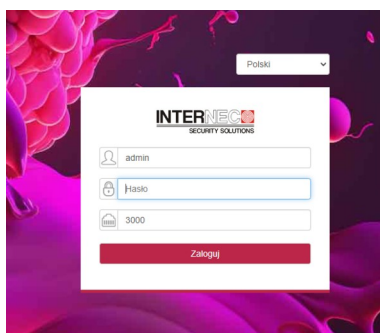 Polski
INTERNEC
SECURITY SOLUTIONS
admin
Hasło
3000
Zaloguj